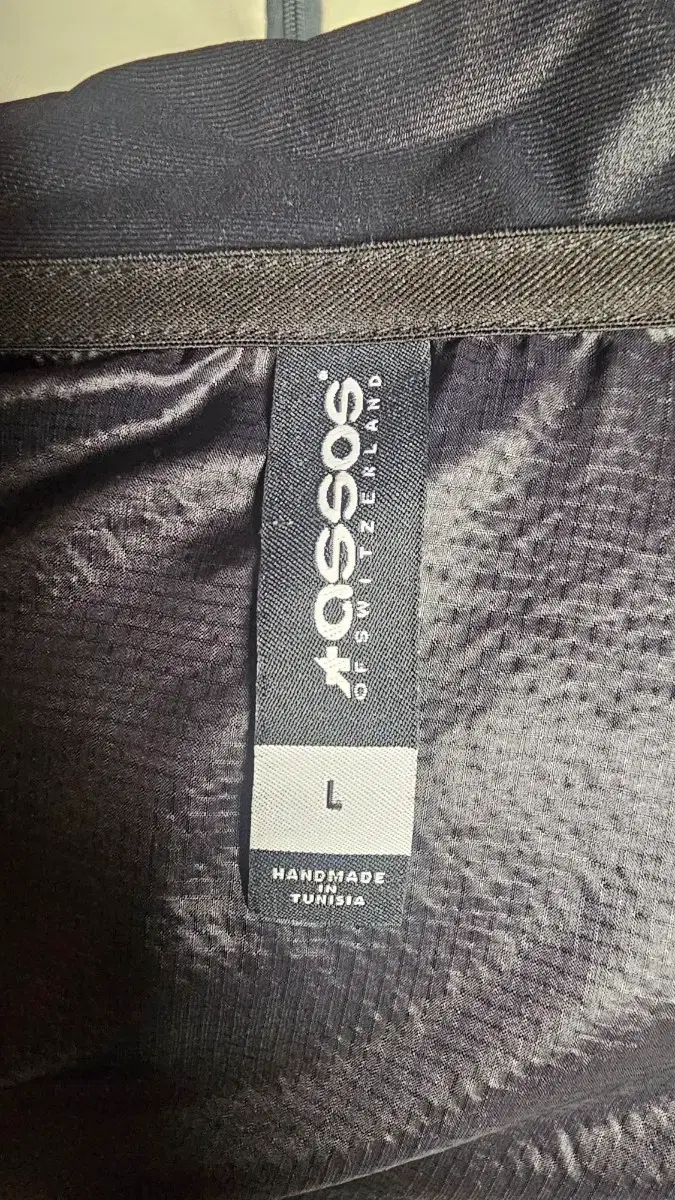 assos
OF SWITZERLAND
L
HANDMADE
IN
TUNISIA